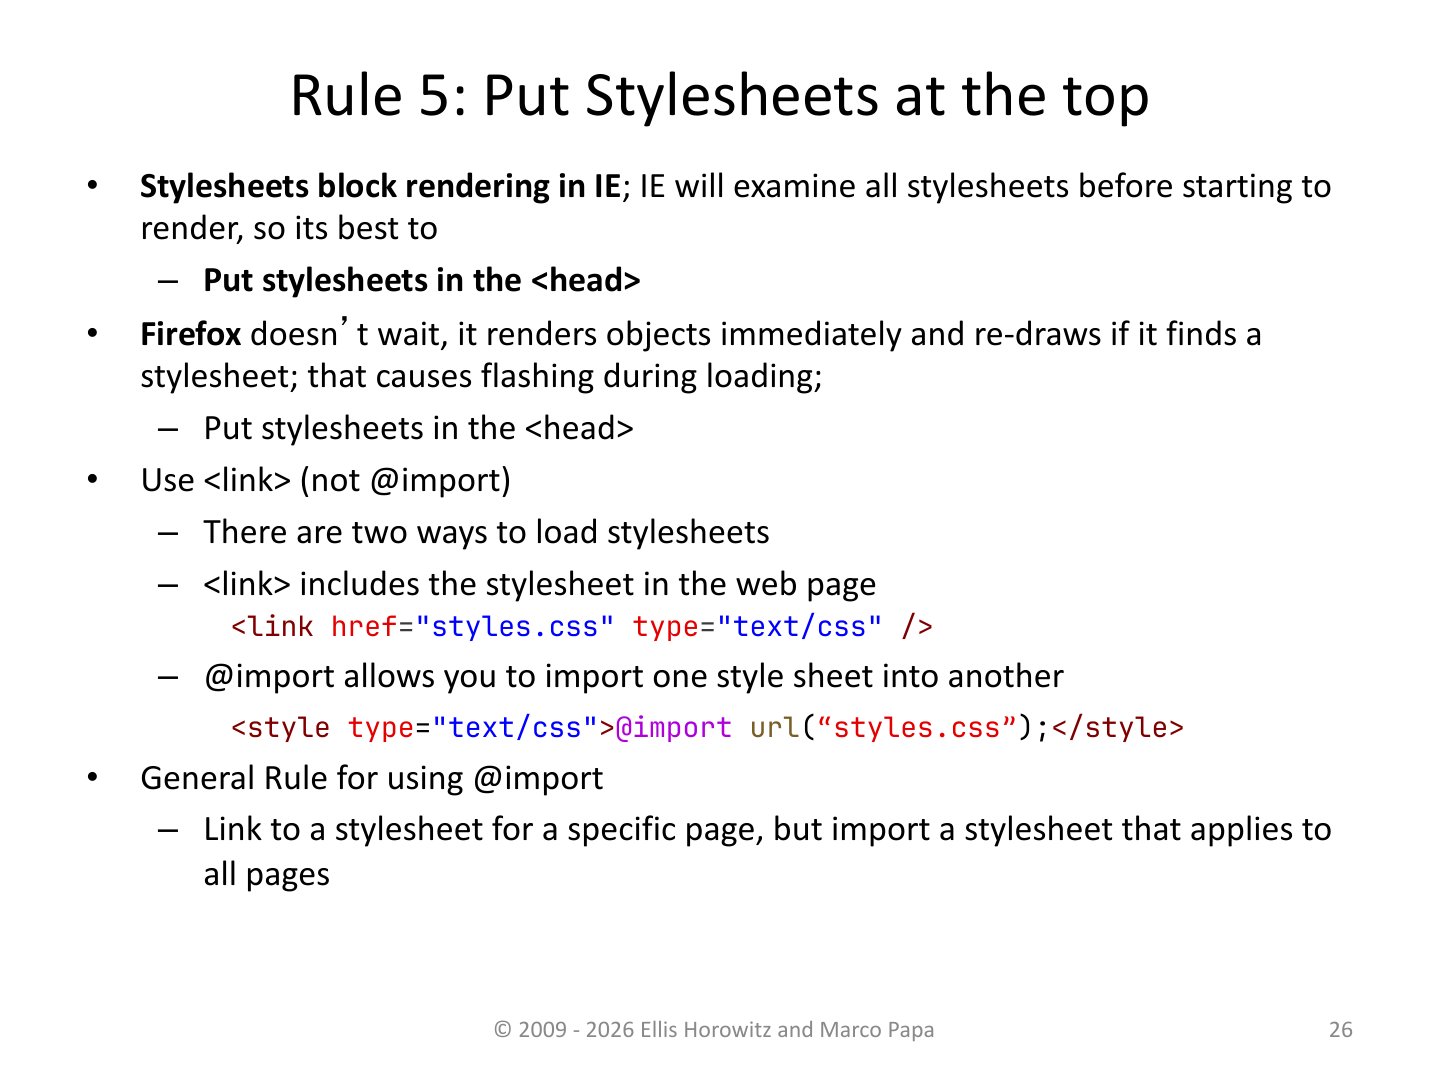 Rule 5: Put Stylesheets at the top
• Stylesheets block rendering in IE; IE will examine all stylesheets before starting to
render, so its best to
– Put stylesheets in the <head>
• Firefox doesn’t wait, it renders objects immediately and re-draws if it finds a
stylesheet; that causes flashing during loading;
– Put stylesheets in the <head>
• Use <link> (not @import)
– There are two ways to load stylesheets
– <link> includes the stylesheet in the web page
<link href="styles.css" type="text/css" />
– @import allows you to import one style sheet into another
<style type="text/css">@import url(“styles.css”);</style>
• General Rule for using @import
– Link to a stylesheet for a specific page, but import a stylesheet that applies to
all pages
© 2009 - 2026 Ellis Horowitz and Marco Papa
26